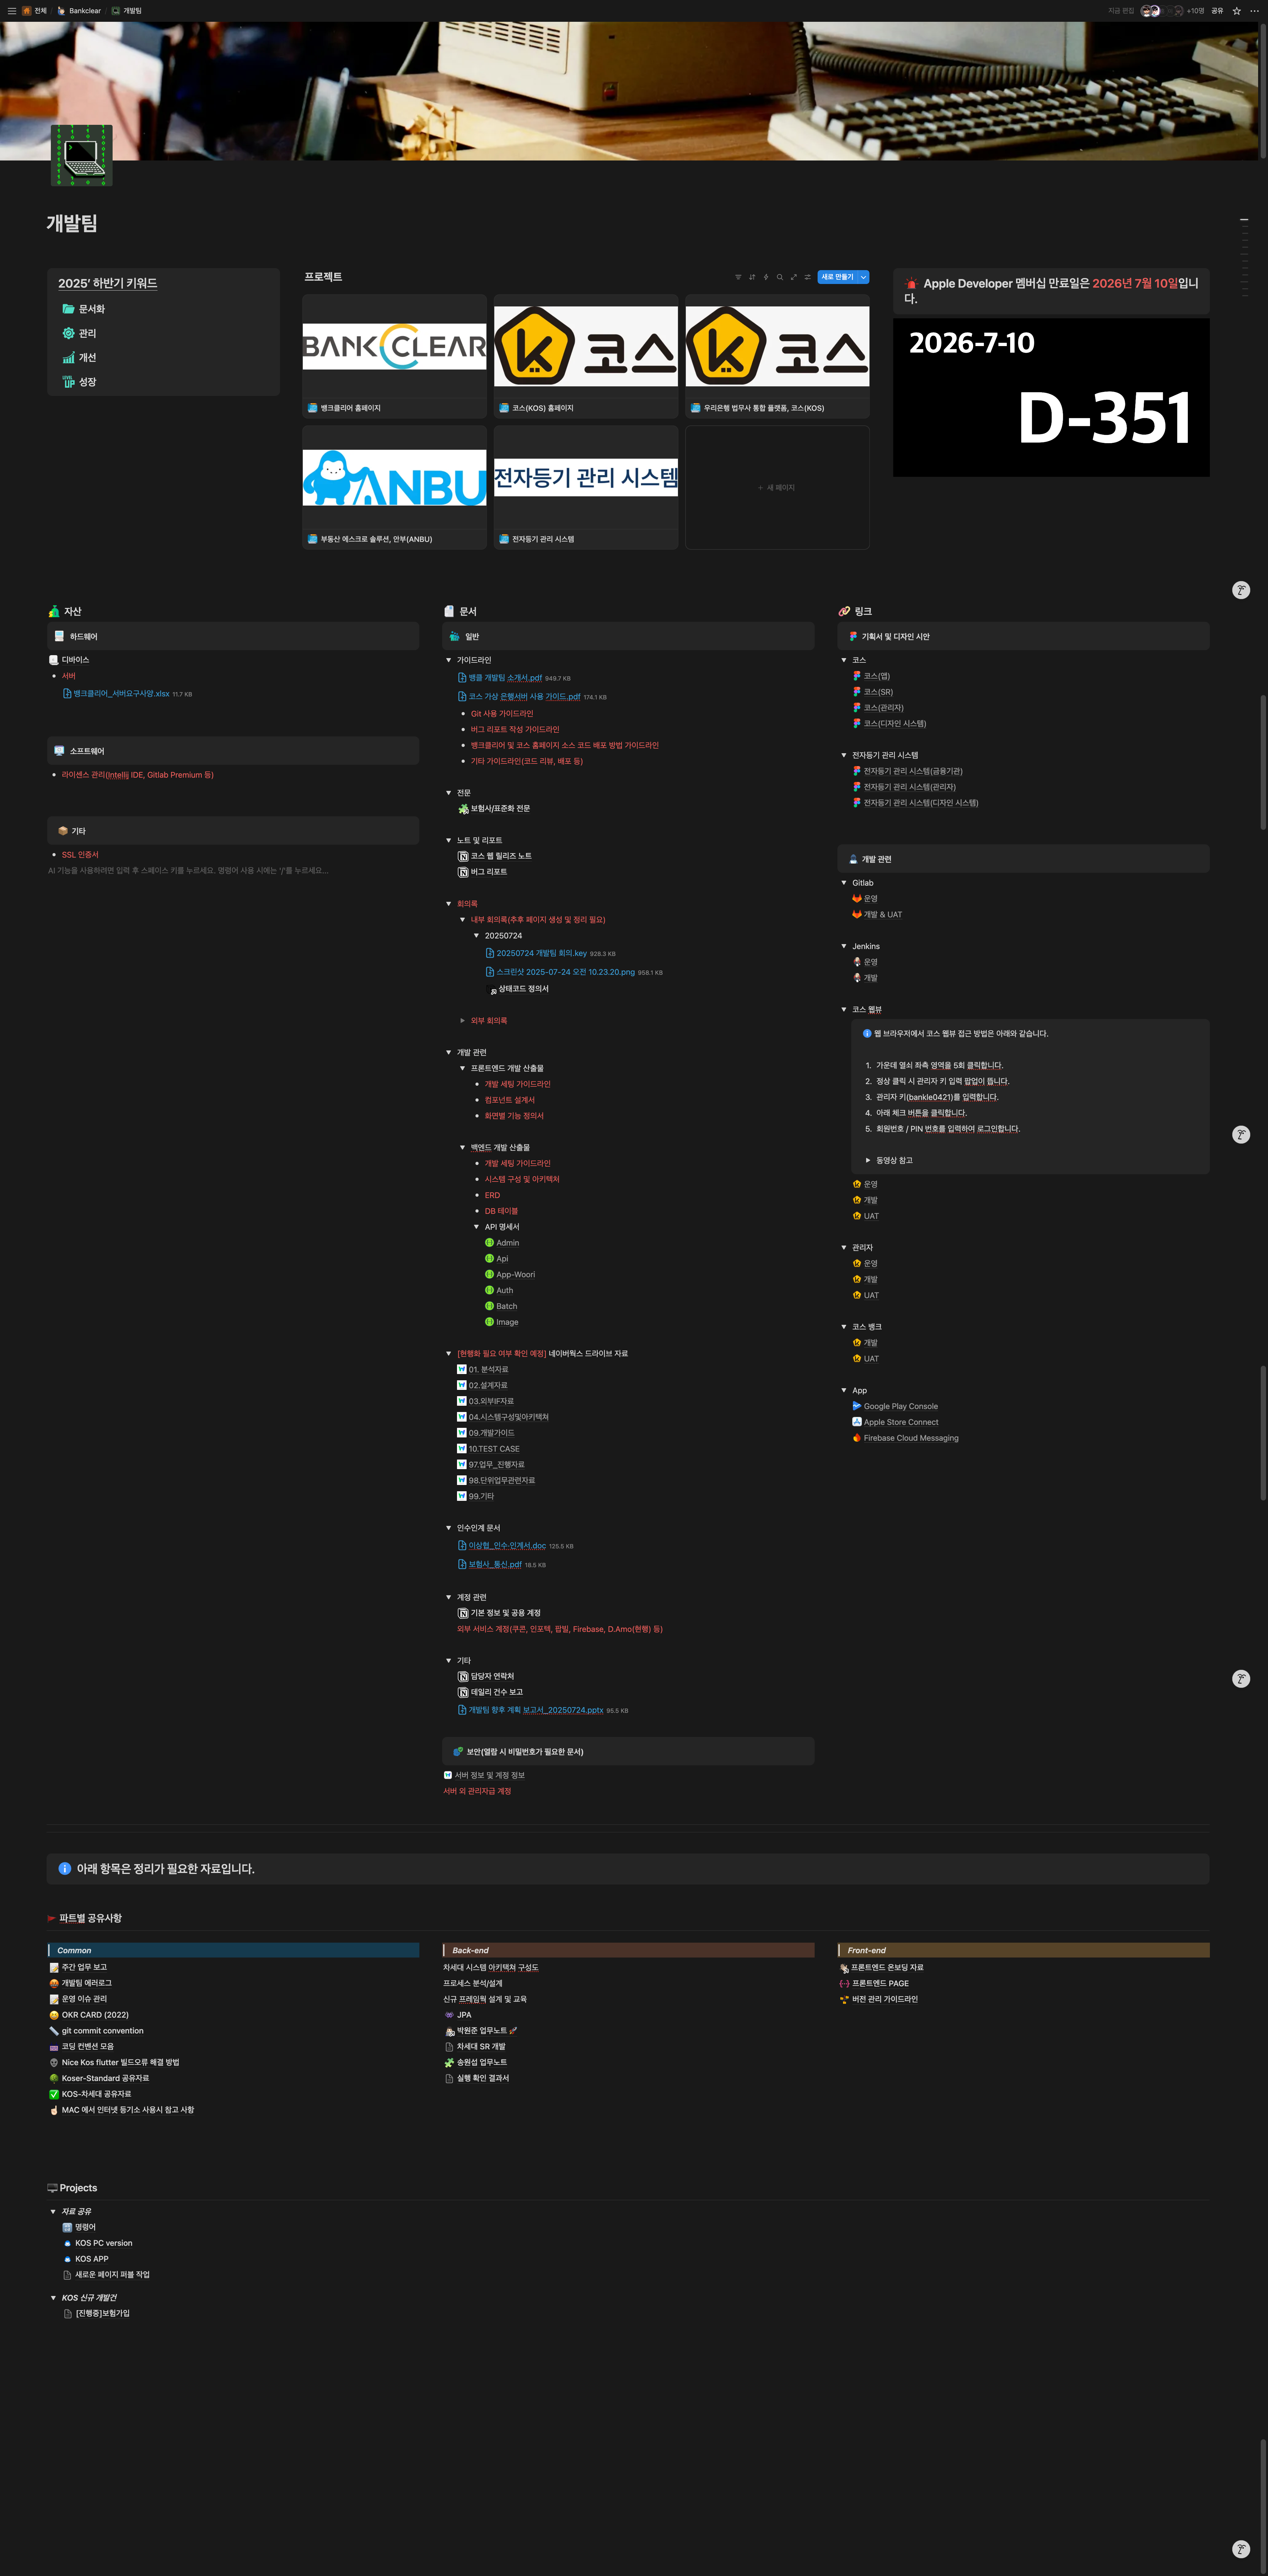 전체 / Bankclear / 개발팀
지금 편집 +10명 공유
개발팀
2025' 하반기 키워드
문서화
관리
개선
성장
프로젝트
새로 만들기
BANKCLEAR
뱅크클리어 홈페이지
코스
코스(KOS) 홈페이지
코스
우리은행 법무사 통합 플랫폼, 코스(KOS)
ANBU
부동산 에스크로 솔루션, 안부(ANBU)
전자등기 관리 시스템
전자등기 관리 시스템
+ 새 페이지
Apple Developer 멤버십 만료일은 2026년 7월 10일입니
다.
2026-7-10
D-351
자산
하드웨어
디바이스
서버
뱅크클리어_서버요구사양.xlsx 11.7 KB
소프트웨어
라이센스 관리(Intellij IDE, Gitlab Premium 등)
기타
SSL 인증서
AI 기능을 사용하려면 입력 후 스페이스 키를 누르세요. 명령어 사용 시에는 '/'를 누르세요...
문서
일반
가이드라인
뱅클 개발팀 소개서.pdf 949.7 KB
코스 가상 은행서버 사용 가이드.pdf 174.1 KB
Git 사용 가이드라인
버그 리포트 작성 가이드라인
뱅크클리어 및 코스 홈페이지 소스 코드 배포 방법 가이드라인
기타 가이드라인(코드 리뷰, 배포 등)
전문
보험사/표준화 전문
노트 및 리포트
코스 웹 릴리즈 노트
버그 리포트
회의록
내부 회의록(추후 페이지 생성 및 정리 필요)
20250724
20250724 개발팀 회의.key 928.3 KB
스크린샷 2025-07-24 오전 10.23.20.png 958.1 KB
상태코드 정의서
외부 회의록
개발 관련
프론트엔드 개발 산출물
개발 세팅 가이드라인
컴포넌트 설계서
화면별 기능 정의서
백엔드 개발 산출물
개발 세팅 가이드라인
시스템 구성 및 아키텍쳐
ERD
DB 테이블
API 명세서
Admin
Api
App-Woori
Auth
Batch
Image
[현행화 필요 여부 확인 예정] 네이버웍스 드라이브 자료
01. 분석자료
02.설계자료
03.외부IF자료
04.시스템구성및아키텍쳐
09.개발가이드
10.TEST CASE
97.업무_진행자료
98.단위업무관련자료
99.기타
인수인계 문서
이상협_인수·인계서.doc 125.5 KB
보험사_통신.pdf 18.5 KB
계정 관련
기본 정보 및 공용 계정
외부 서비스 계정(쿠콘, 인포텍, 팝빌, Firebase, D.Amo(현행) 등)
기타
담당자 연락처
데일리 건수 보고
개발팀 향후 계획 보고서_20250724.pptx 95.5 KB
보안(열람 시 비밀번호가 필요한 문서)
서버 정보 및 계정 정보
서버 외 관리자급 계정
링크
기획서 및 디자인 시안
코스
코스(앱)
코스(SR)
코스(관리자)
코스(디자인 시스템)
전자등기 관리 시스템
전자등기 관리 시스템(금융기관)
전자등기 관리 시스템(관리자)
전자등기 관리 시스템(디자인 시스템)
개발 관련
Gitlab
운영
개발 & UAT
Jenkins
운영
개발
코스 웹뷰
웹 브라우저에서 코스 웹뷰 접근 방법은 아래와 같습니다.
1. 가운데 열쇠 좌측 영역을 5회 클릭합니다.
2. 정상 클릭 시 관리자 키 입력 팝업이 뜹니다.
3. 관리자 키(bankle0421)를 입력합니다.
4. 아래 체크 버튼을 클릭합니다.
5. 회원번호 / PIN 번호를 입력하여 로그인합니다.
동영상 참고
운영
개발
UAT
관리자
운영
개발
UAT
코스 뱅크
개발
UAT
App
Google Play Console
Apple Store Connect
Firebase Cloud Messaging
아래 항목은 정리가 필요한 자료입니다.
파트별 공유사항
Common
주간 업무 보고
개발팀 에러로그
운영 이슈 관리
OKR CARD (2022)
git commit convention
코딩 컨벤션 모음
Nice Kos flutter 빌드오류 해결 방법
Koser-Standard 공유자료
KOS-차세대 공유자료
MAC 에서 인터넷 등기소 사용시 참고 사항
Back-end
차세대 시스템 아키텍쳐 구성도
프로세스 분석/설계
신규 프레임웍 설계 및 교육
JPA
박원준 업무노트
차세대 SR 개발
송원섭 업무노트
실행 확인 결과서
Front-end
프론트엔드 온보딩 자료
프론트엔드 PAGE
버전 관리 가이드라인
Projects
자료 공유
명령어
KOS PC version
KOS APP
새로운 페이지 퍼블 작업
KOS 신규 개발건
[진행중]보험가입